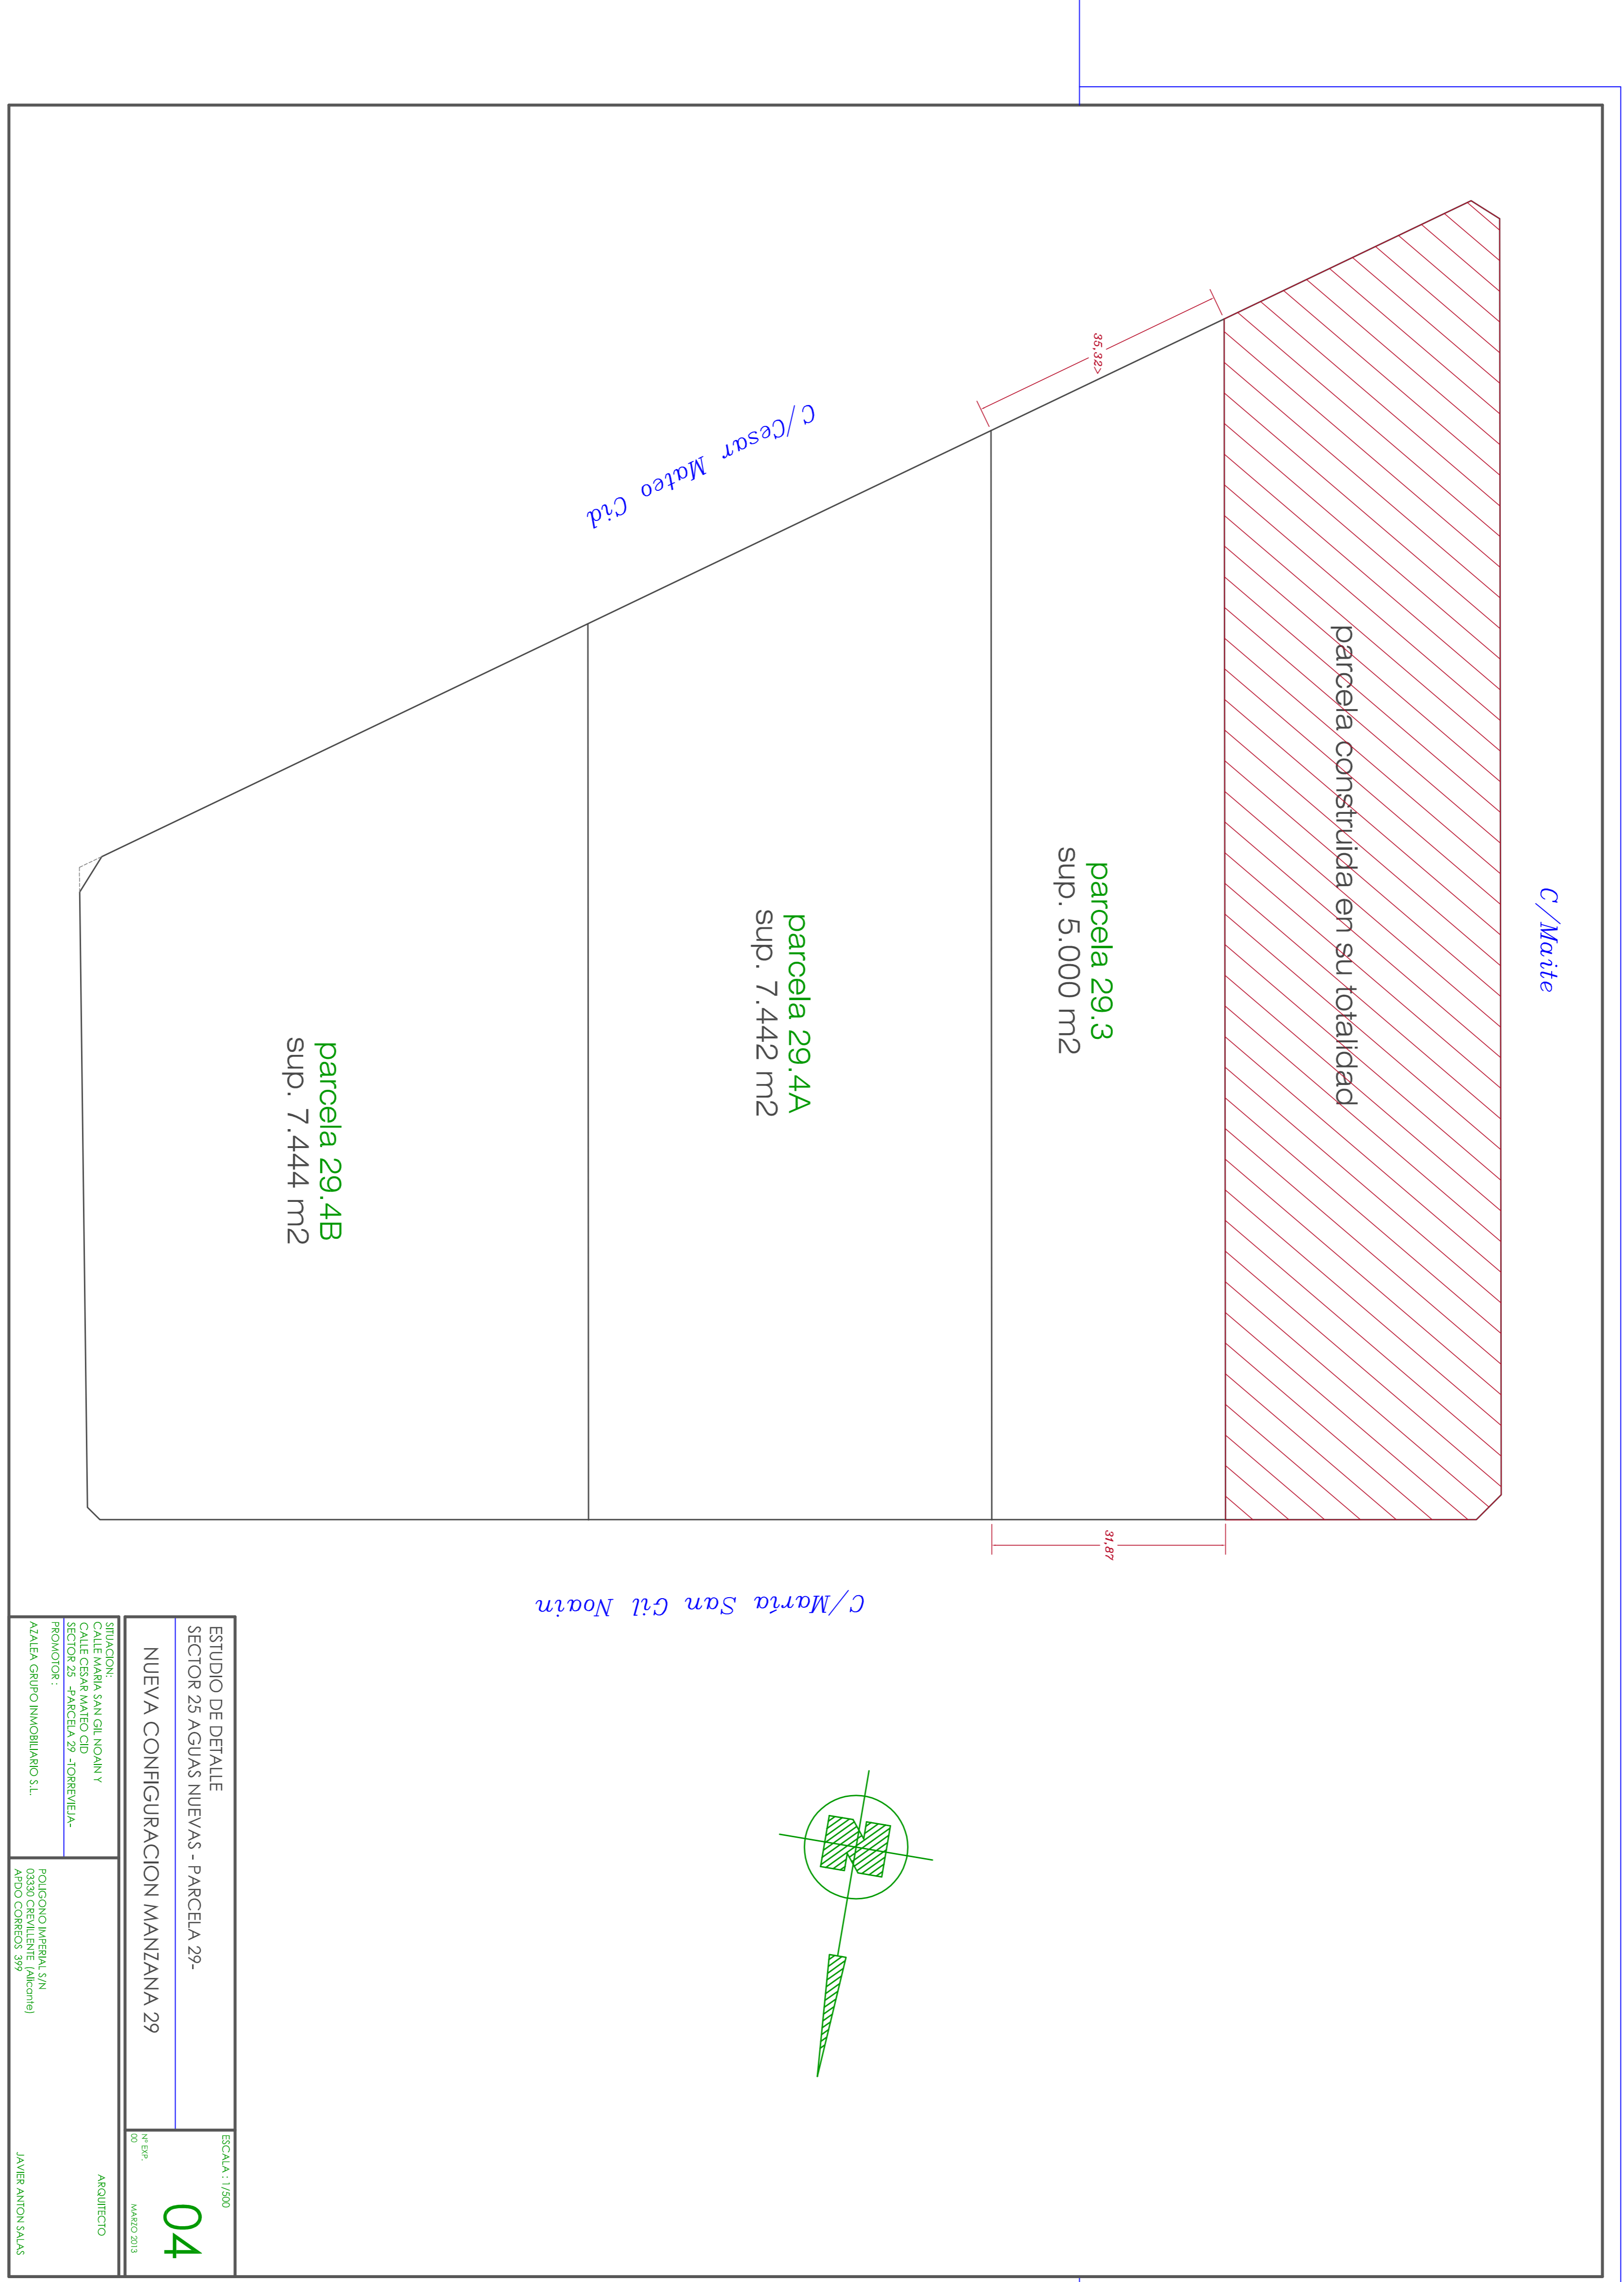 C/Maite
parcela construida en su totalidad
35,32>
parcela 29.3
sup. 5.000 m2
31,87
C/Cesar Mateo Cid
parcela 29.4A
sup. 7.442 m2
parcela 29.4B
sup. 7.444 m2
C/María San Gil Noain
N
ESTUDIO DE DETALLE
SECTOR 25 AGUAS NUEVAS - PARCELA 29-
NUEVA CONFIGURACION MANZANA 29
ESCALA : 1/500
04
Nº EXP.
00
MARZO 2013
SITUACION:
CALLE MARIA SAN GIL NOAIN Y
CALLE CESAR MATEO CID
SECTOR 25 -PARCELA 29 -TORREVIEJA-
PROMOTOR :
AZALEA GRUPO INMOBILIARIO S.L.
POLIGONO IMPERIAL S/N
03330 CREVILLENTE (Alicante)
APDO CORREOS 399
ARQUITECTO
JAVIER ANTON SALAS